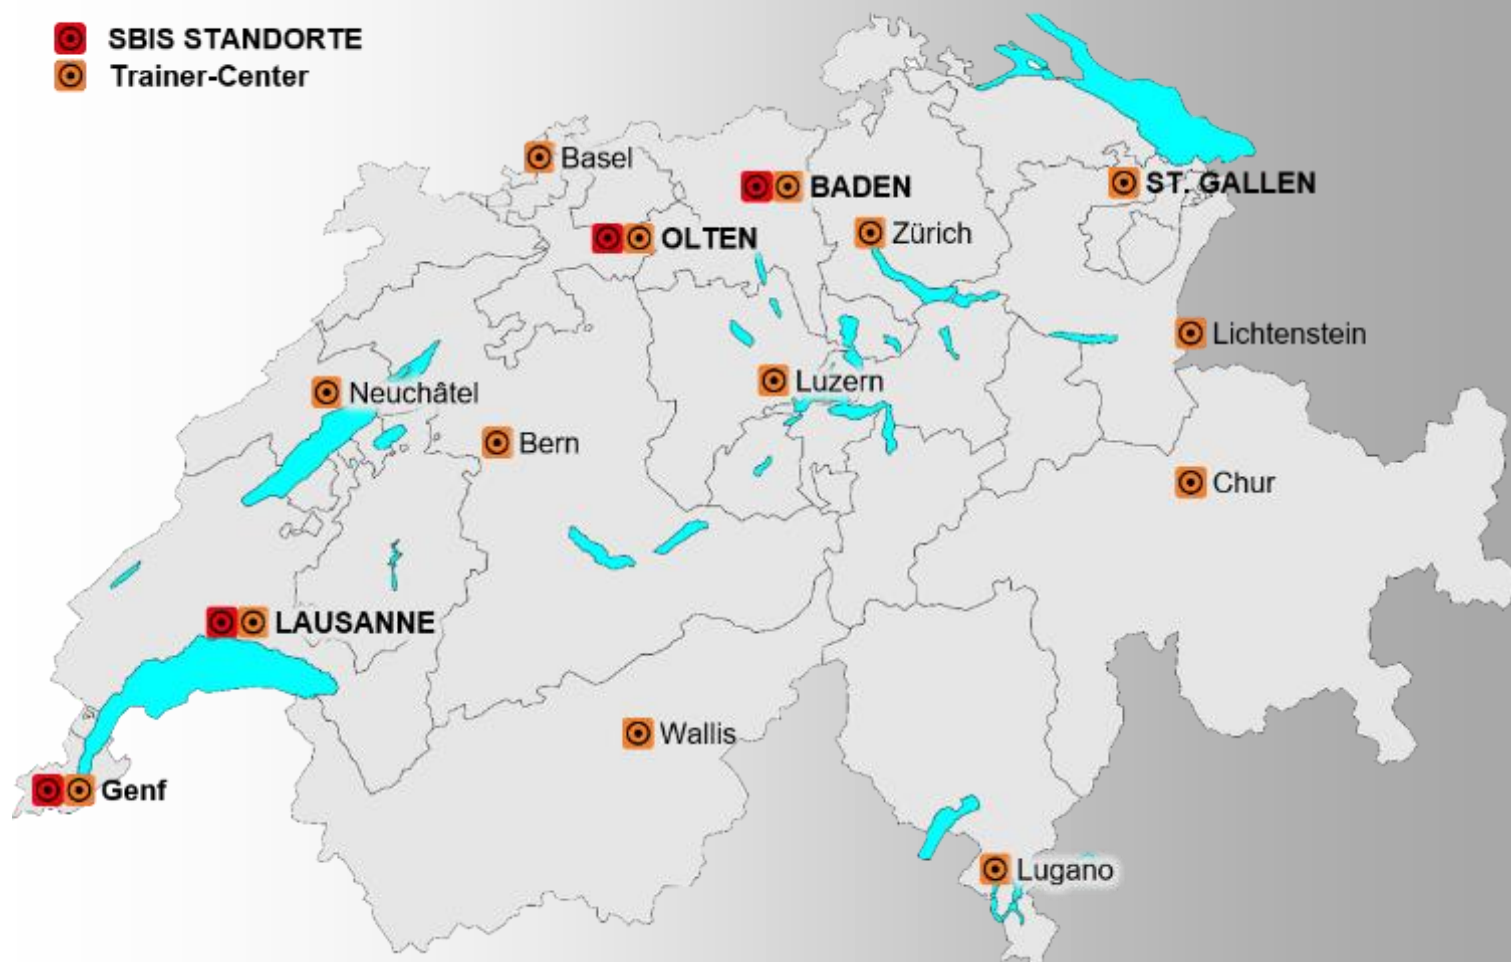 SBIS STANDORTE
Trainer-Center
Basel
BADEN
ST. GALLEN
OLTEN
Zürich
Lichtenstein
Luzern
Neuchâtel
Bern
Chur
LAUSANNE
Wallis
Genf
Lugano